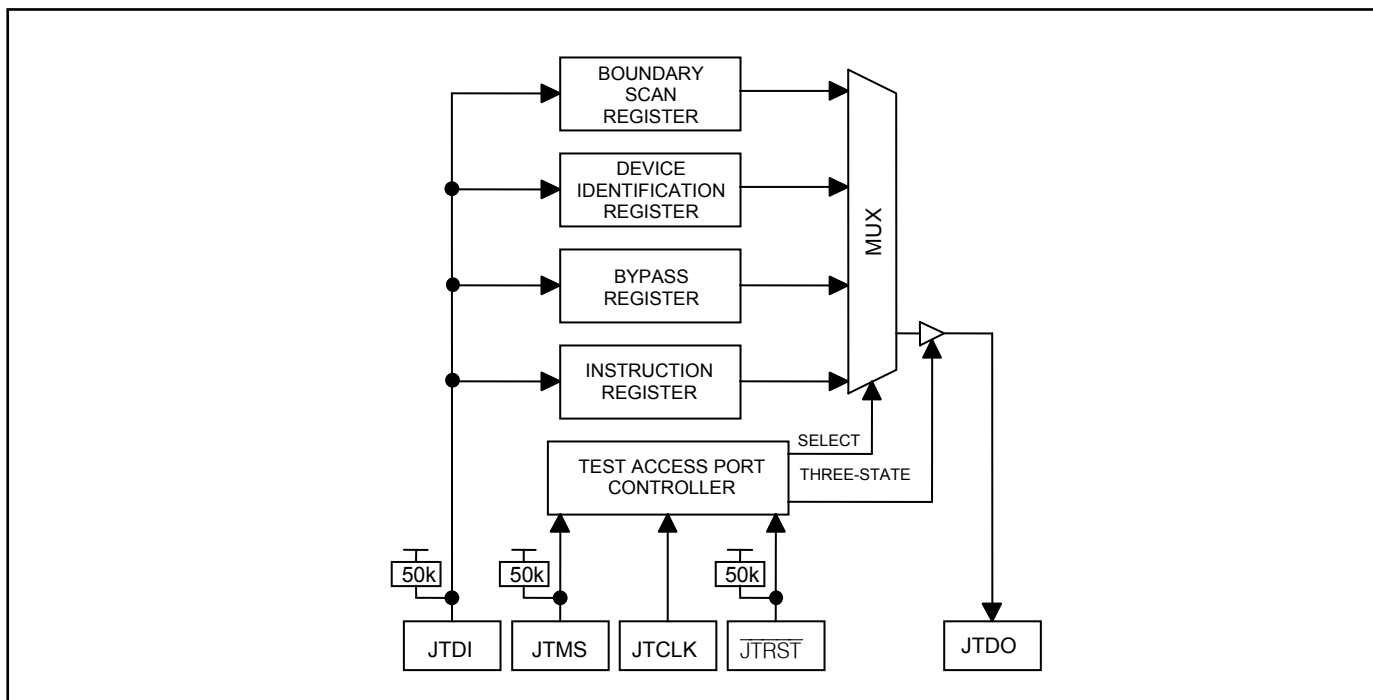 BOUNDARY
SCAN
REGISTER
DEVICE
IDENTIFICATION
REGISTER
BYPASS
REGISTER
INSTRUCTION
REGISTER
MUX
TEST ACCESS PORT
CONTROLLER
SELECT
THREE-STATE
50k
50k
50k
JTDI
JTMS
JTCLK
JTRST
JTDO